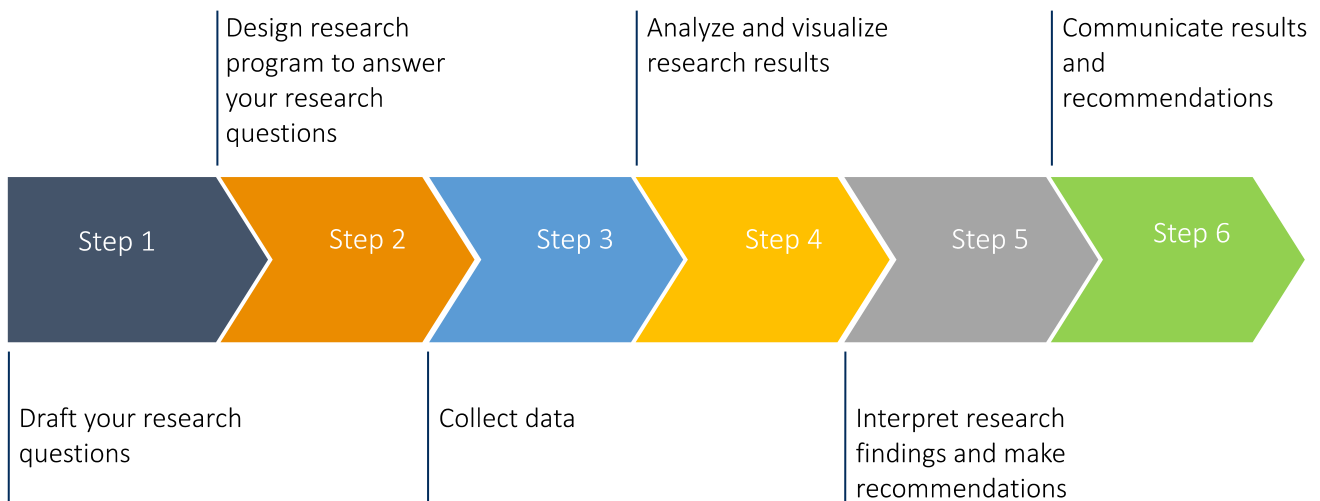 Design research
program to answer
your research
questions
Analyze and visualize
research results
Communicate results
and
recommendations
Step 1
Step 2
Step 3
Step 4
Step 5
Step 6
Draft your research
questions
Collect data
Interpret research
findings and make
recommendations